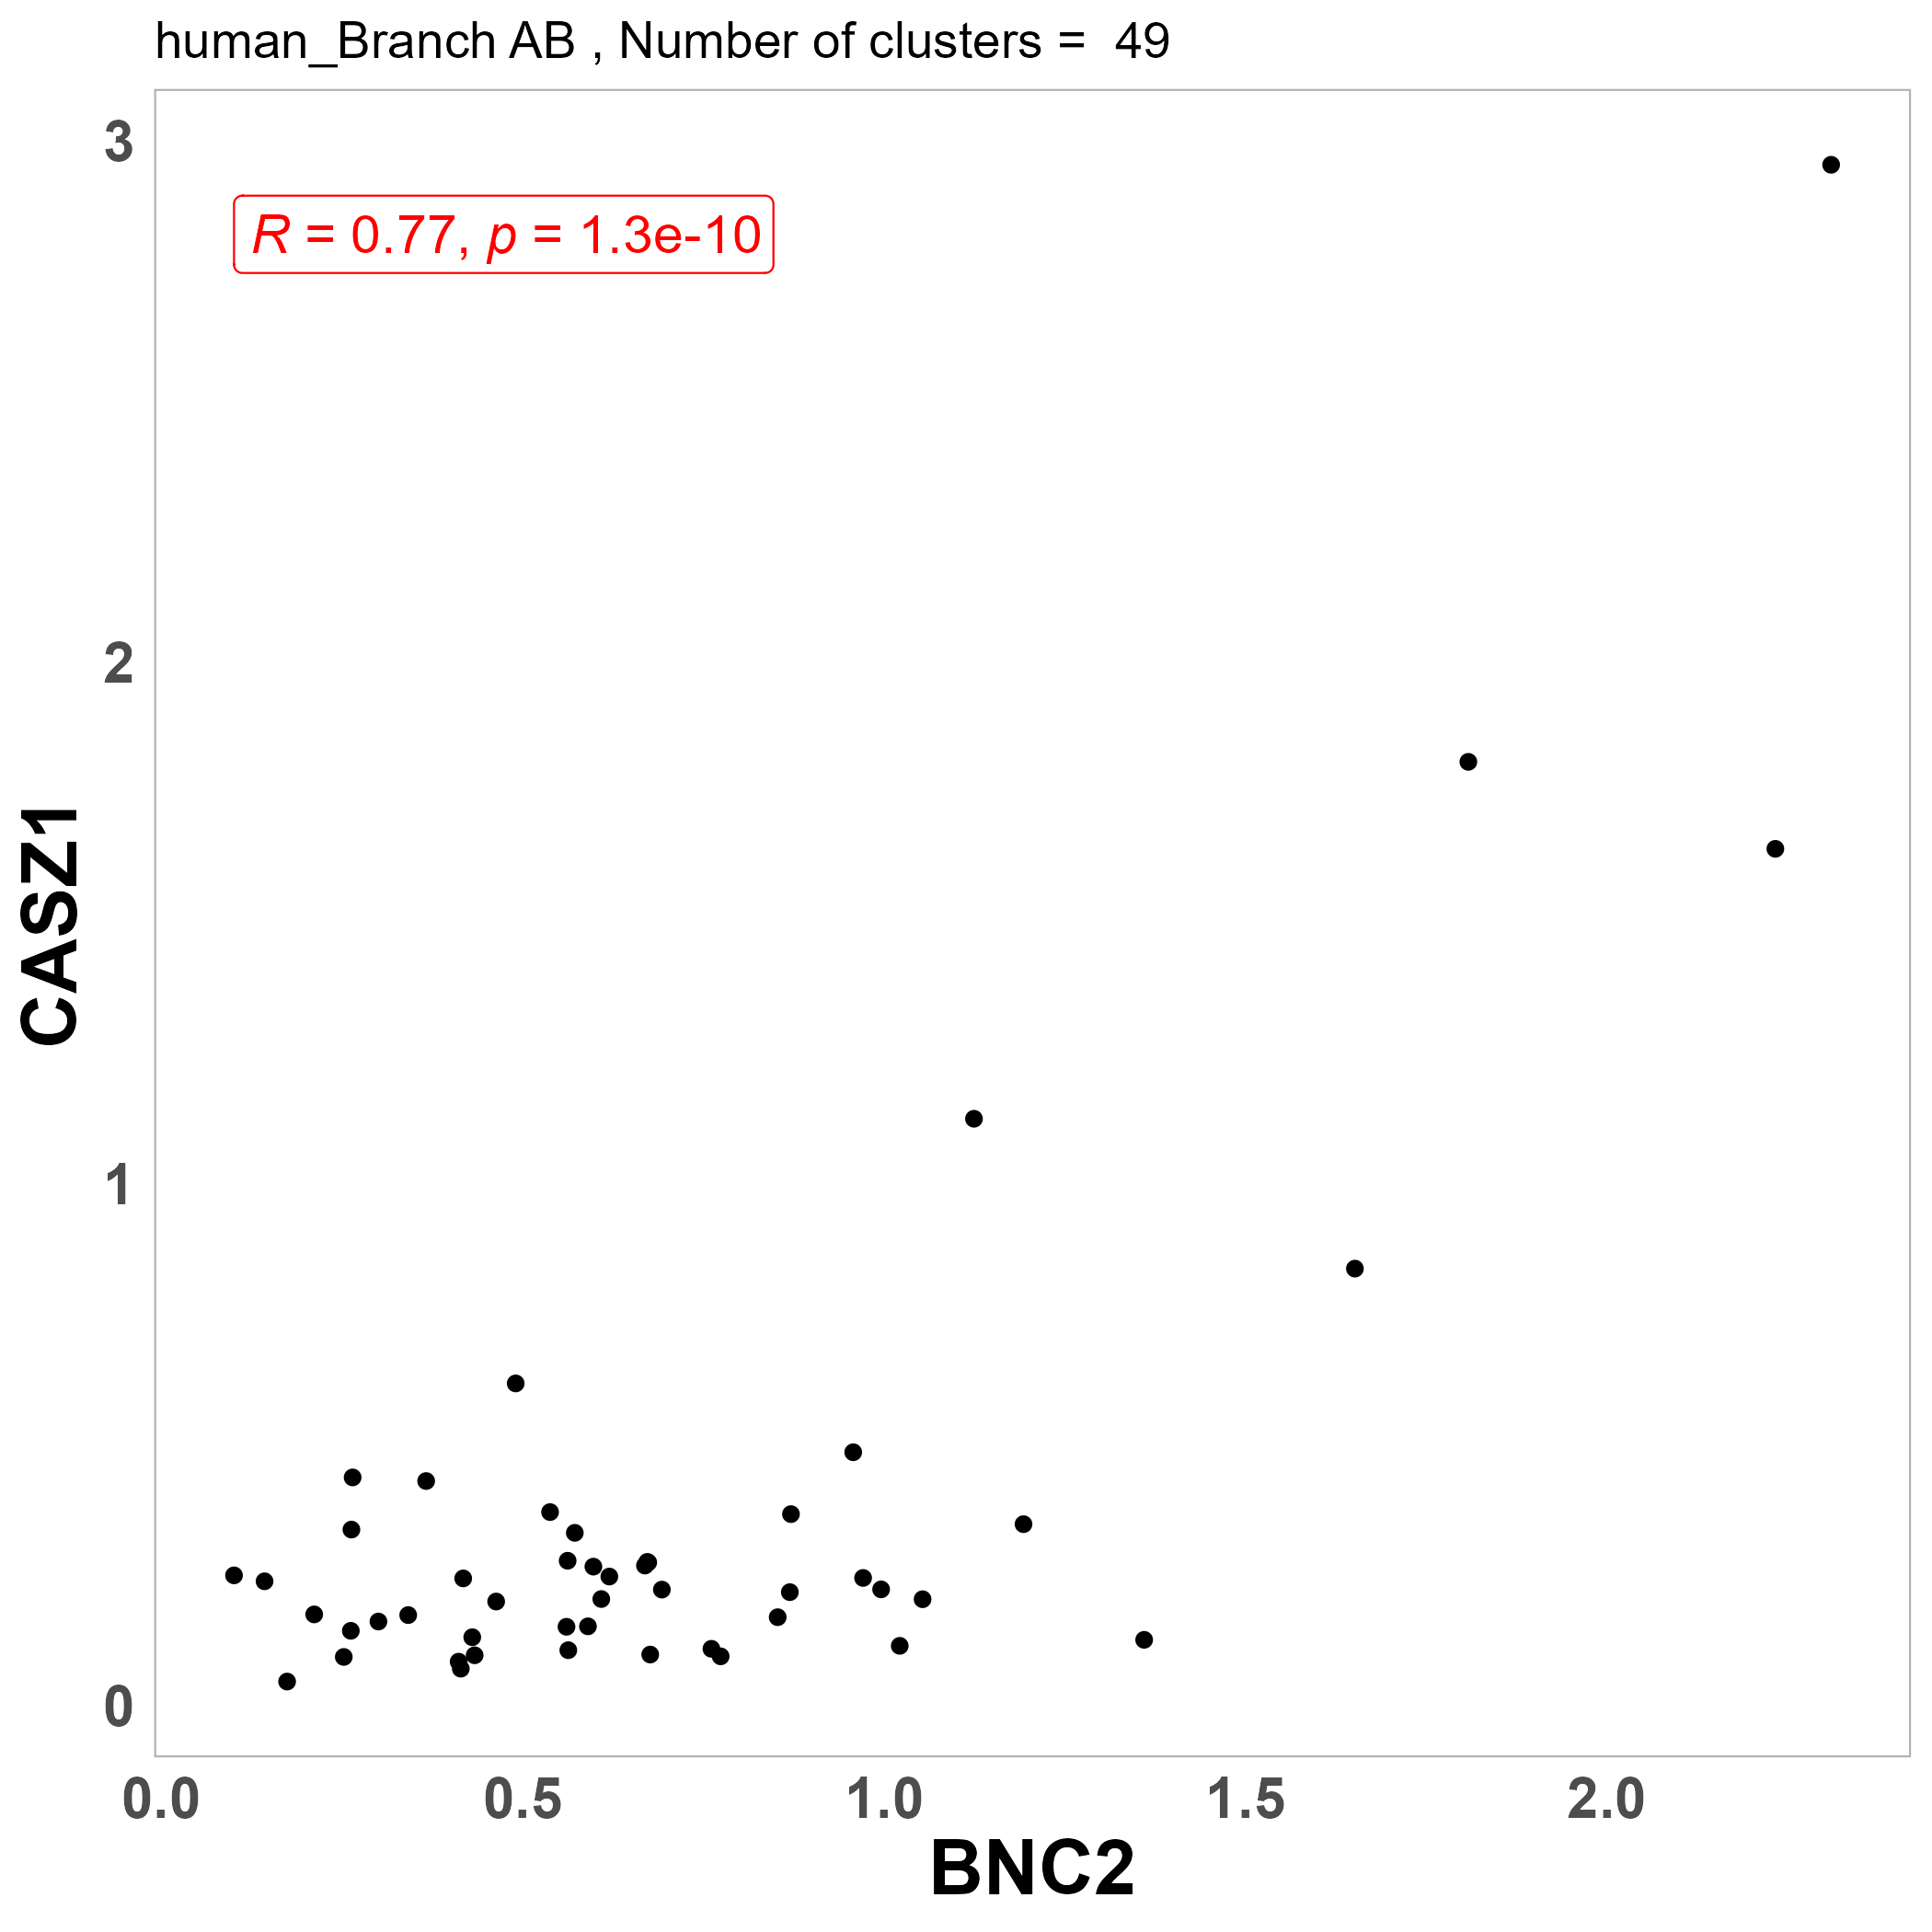 human_Branch AB , Number of clusters =  49
3
R = 0.77, p = 1.3e-10
2
CASZ1
1
0
0.0 0.5 1.0 1.5 2.0
BNC2